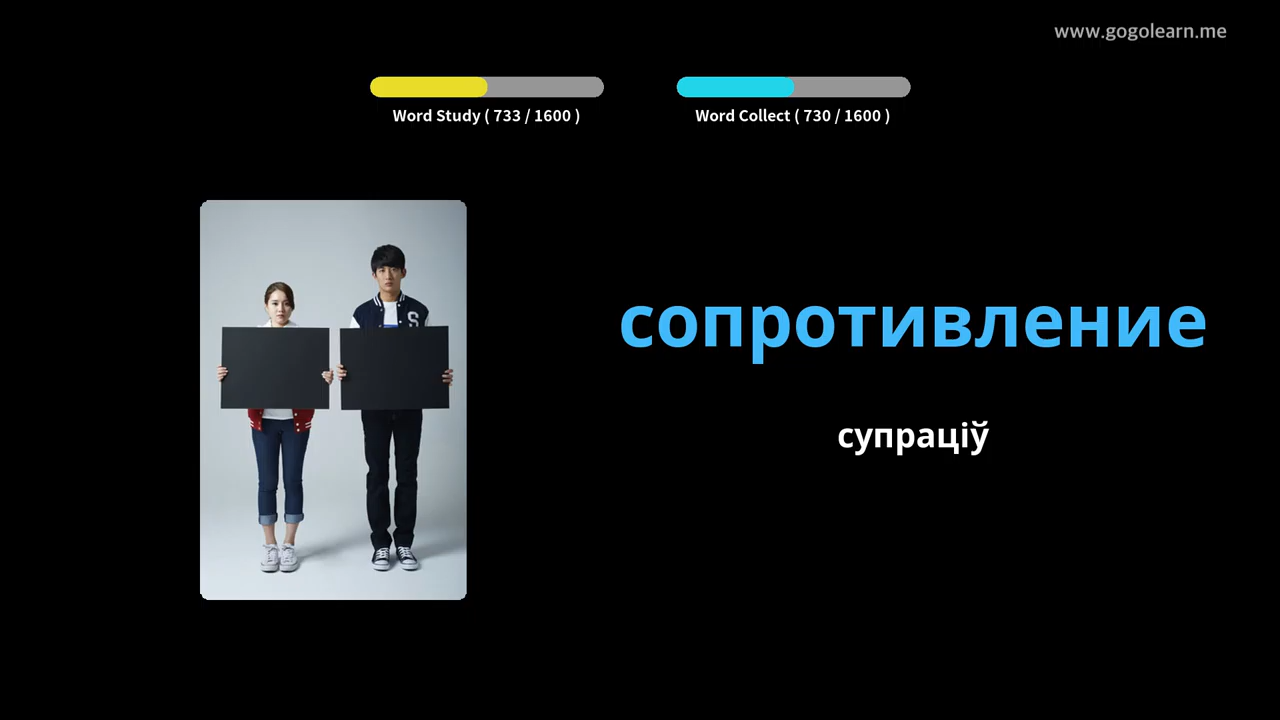 www.gogolearn.me
Word Study ( 733 / 1600 )
Word Collect ( 730 / 1600 )
S
сопротивление
супраціў